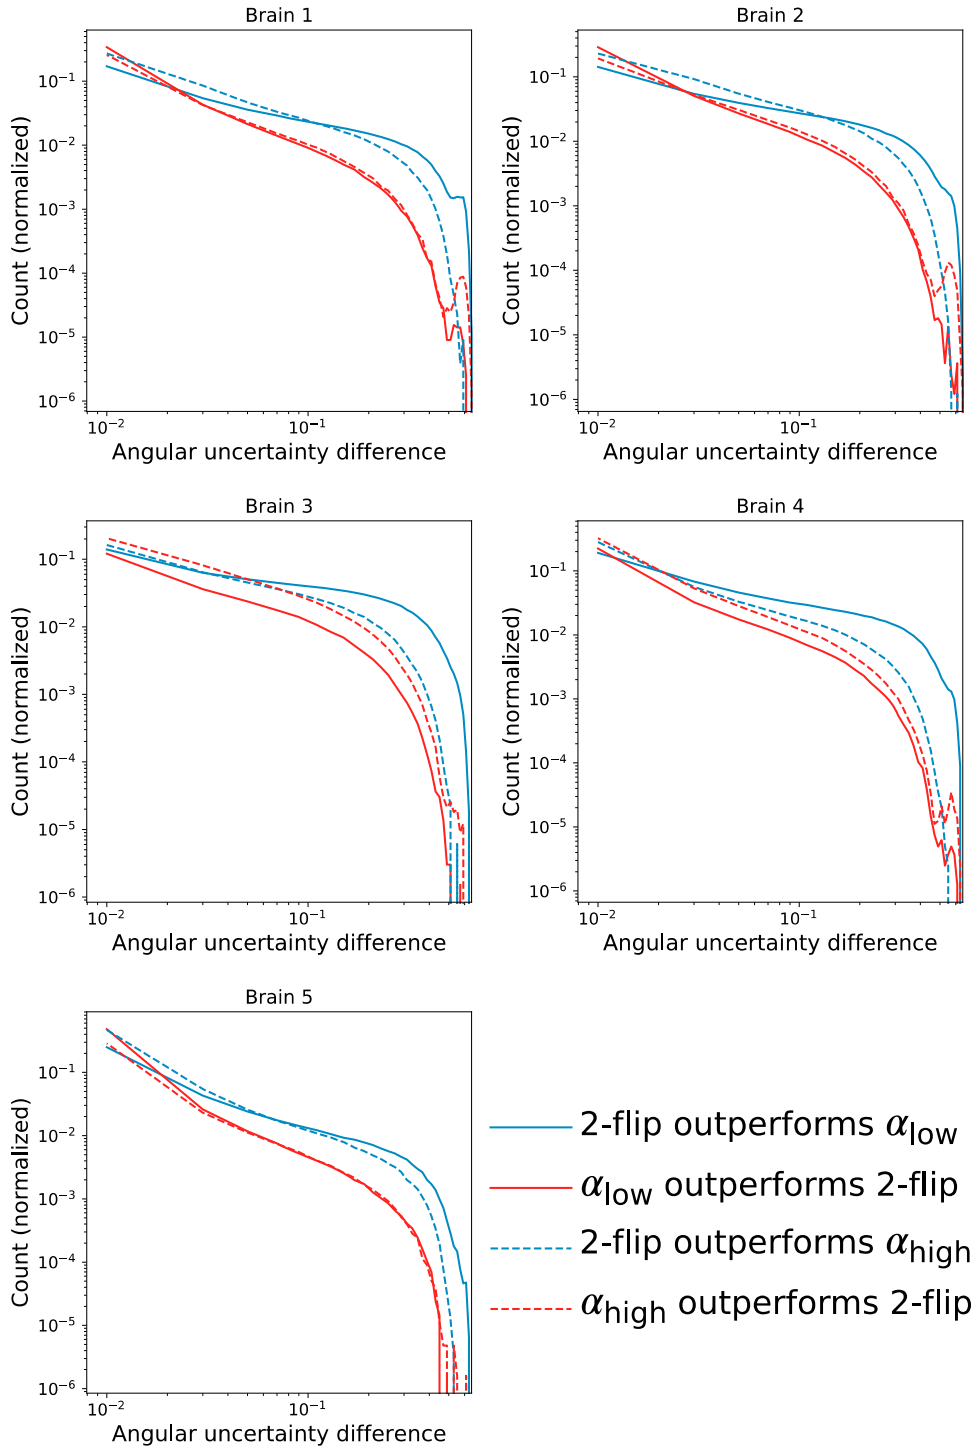 Brain 1
Count (normalized)
10⁻¹
10⁻²
10⁻³
10⁻⁴
10⁻⁵
10⁻⁶
10⁻² 10⁻¹
Angular uncertainty difference
Brain 2
Count (normalized)
10⁻¹
10⁻²
10⁻³
10⁻⁴
10⁻⁵
10⁻⁶
10⁻² 10⁻¹
Angular uncertainty difference
Brain 3
Count (normalized)
10⁻¹
10⁻²
10⁻³
10⁻⁴
10⁻⁵
10⁻⁶
10⁻² 10⁻¹
Angular uncertainty difference
Brain 4
Count (normalized)
10⁻¹
10⁻²
10⁻³
10⁻⁴
10⁻⁵
10⁻⁶
10⁻² 10⁻¹
Angular uncertainty difference
Brain 5
Count (normalized)
10⁻¹
10⁻²
10⁻³
10⁻⁴
10⁻⁵
10⁻⁶
10⁻² 10⁻¹
Angular uncertainty difference
2-flip outperforms α_low
α_low outperforms 2-flip
2-flip outperforms α_high
α_high outperforms 2-flip